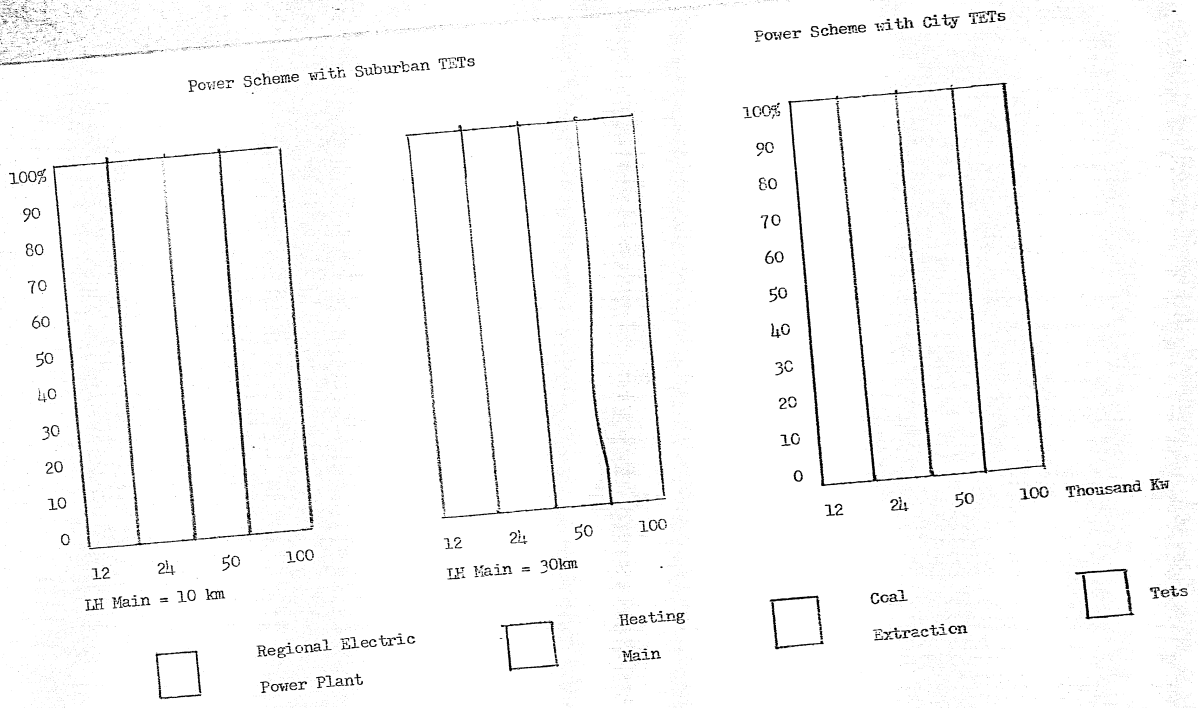 Power Scheme with Suburban TETs
Power Scheme with City TETs
100%
90
80
70
60
50
40
30
20
10
0
12 24 50 100
LH Main = 10 km
12 24 50 100
LH Main = 30km
100%
90
80
70
60
50
40
30
20
10
0
12 24 50 100 Thousand Kw
Regional Electric
Power Plant
Heating
Main
Coal
Extraction
Tets